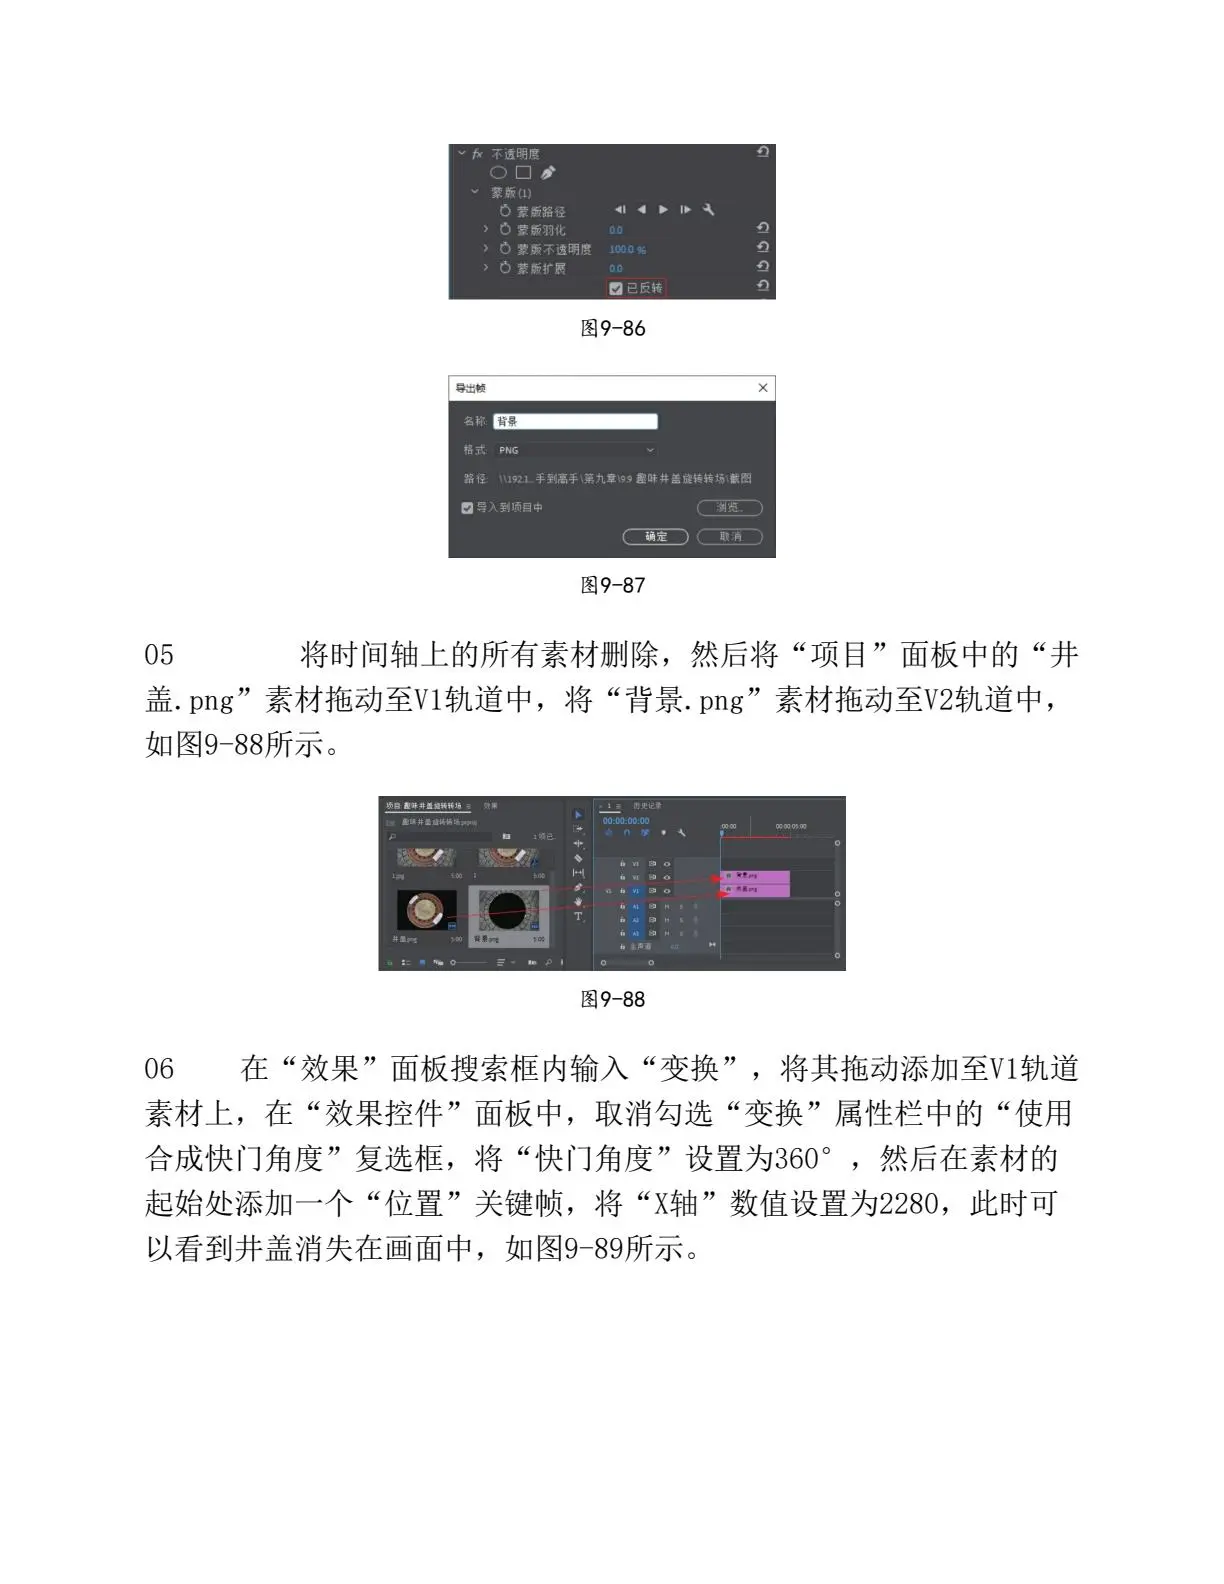 fx 不透明度
蒙版(1)
蒙版路径
蒙版羽化 0.0
蒙版不透明度 100.0 %
蒙版扩展 0.0
已反转
图9-86
导出帧
名称: 背景
格式: PNG
路径: \\192.1...手到高手\第九章\9.9 趣味井盖旋转转场\截图
导入到项目中
浏览...
确定 取消
图9-87
05 将时间轴上的所有素材删除，然后将“项目”面板中的“井
盖.png”素材拖动至V1轨道中，将“背景.png”素材拖动至V2轨道中，
如图9-88所示。
项目: 趣味井盖旋转转场 效果
趣味井盖旋转转场.prproj
1 项已...
1.jpg 5:00 1 5:00
井盖.png 5:00 背景.png 5:00
1 历史记录
00:00:00:00
:00:00 00:00:05:00
V3
V2 背景.png
V1 V1 井盖.png
A1 M S
A2 M S
A3 M S
主声道 0.0
图9-88
06 在“效果”面板搜索框内输入“变换”，将其拖动添加至V1轨道
素材上，在“效果控件”面板中，取消勾选“变换”属性栏中的“使用
合成快门角度”复选框，将“快门角度”设置为360°，然后在素材的
起始处添加一个“位置”关键帧，将“X轴”数值设置为2280，此时可
以看到井盖消失在画面中，如图9-89所示。